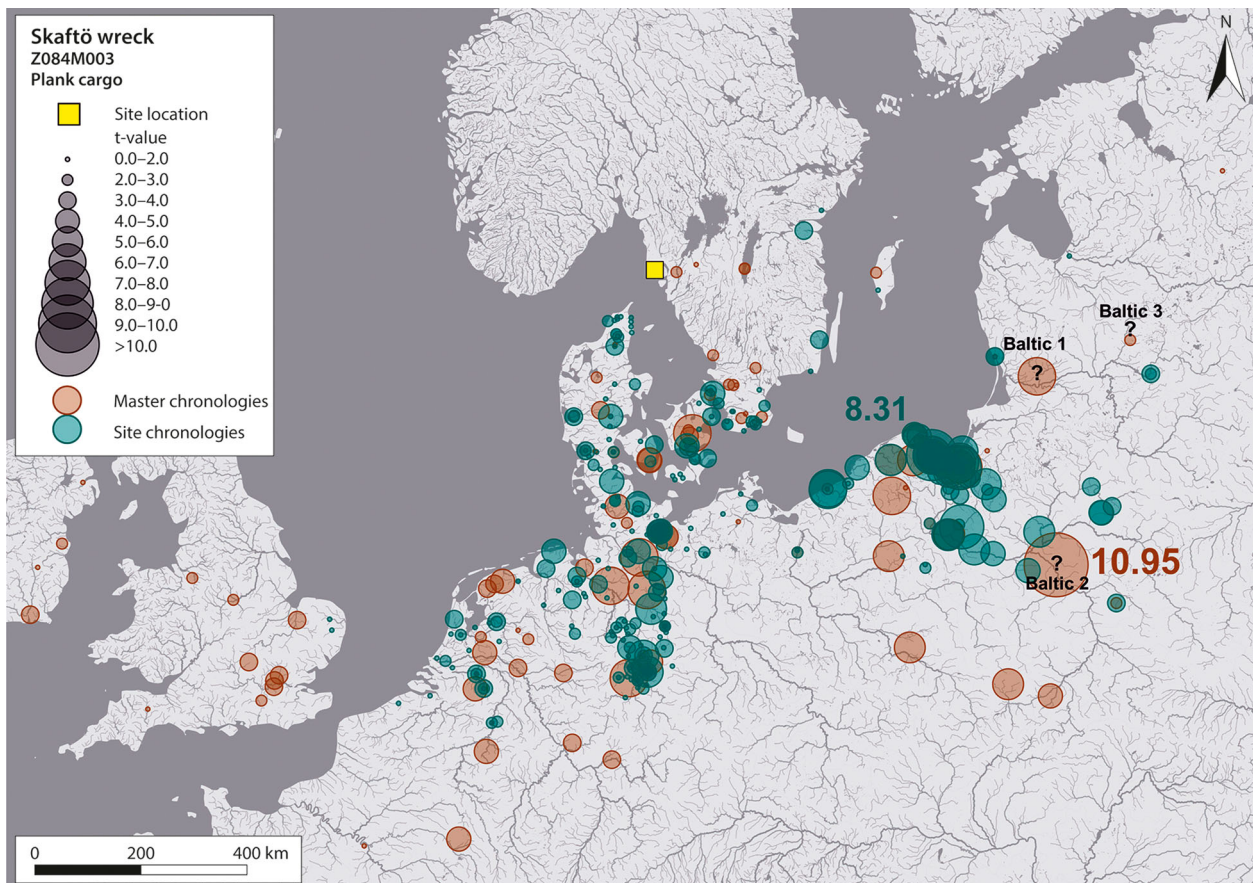 Skaftö wreck
Z084M003
Plank cargo
Site location
t-value
0.0–2.0
2.0–3.0
3.0–4.0
4.0–5.0
5.0–6.0
6.0–7.0
7.0–8.0
8.0–9-0
9.0–10.0
>10.0
Master chronologies
Site chronologies
N
Baltic 3
?
Baltic 1
?
8.31
?
Baltic 2
10.95
0 200 400 km